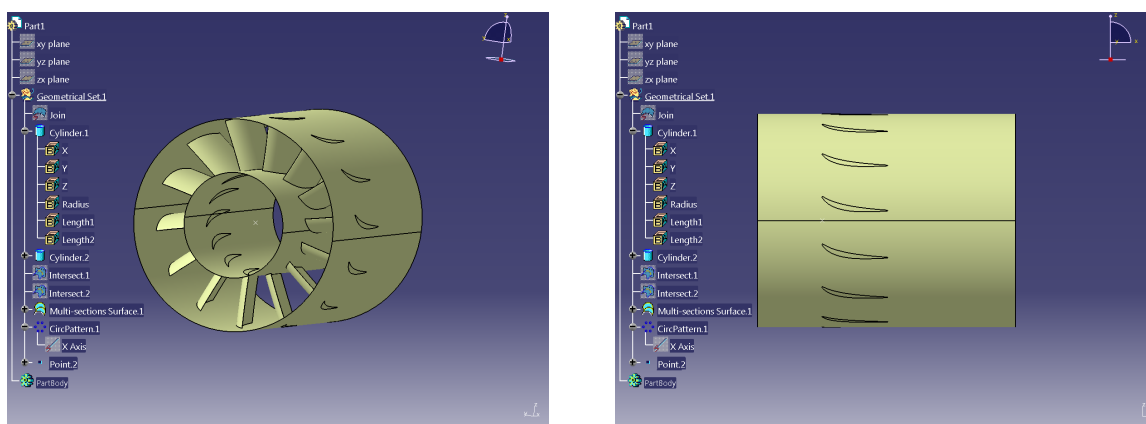 Part1
xy plane
yz plane
zx plane
Geometrical Set.1
Join
Cylinder.1
X
Y
Z
Radius
Length1
Length2
Cylinder.2
Intersect.1
Intersect.2
Multi-sections Surface.1
CircPattern.1
X Axis
Point.2
PartBody
Part1
xy plane
yz plane
zx plane
Geometrical Set.1
Join
Cylinder.1
X
Y
Z
Radius
Length1
Length2
Cylinder.2
Intersect.1
Intersect.2
Multi-sections Surface.1
CircPattern.1
X Axis
Point.2
PartBody